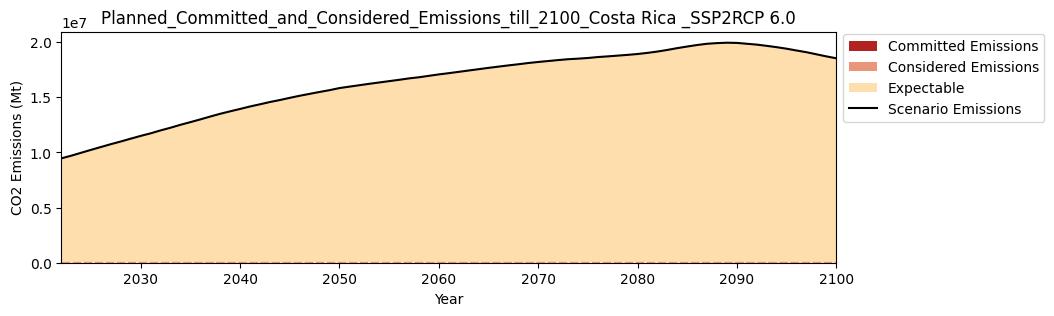 Planned_Committed_and_Considered_Emissions_till_2100_Costa Rica _SSP2RCP 6.0
1e7
Committed Emissions
Considered Emissions
Expectable
Scenario Emissions
CO2 Emissions (Mt)
2.0
1.5
1.0
0.5
0.0
2030 2040 2050 2060 2070 2080 2090 2100
Year